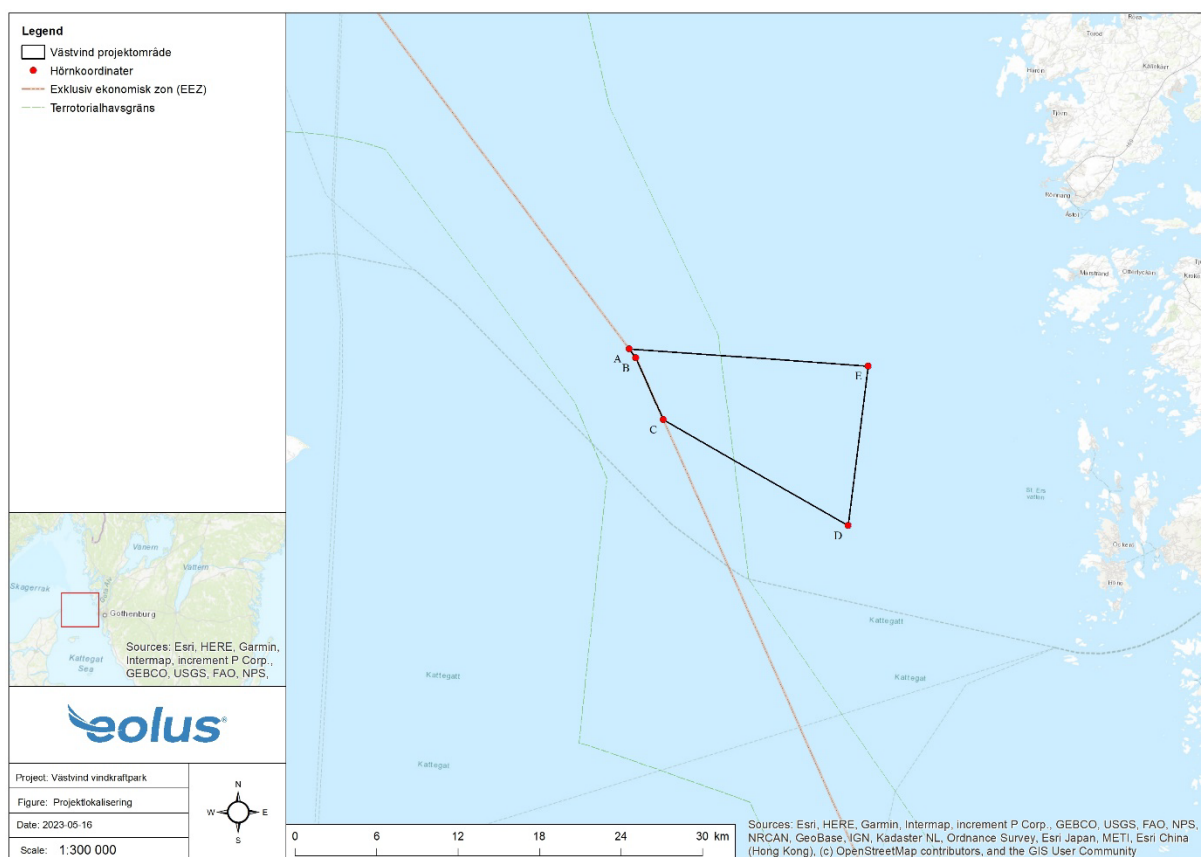 Legend
Västvind projektområde
Hörnkoordinater
Exklusiv ekonomisk zon (EEZ)
Terrotorialhavsgräns
Skagerrak
Vänern
Vättern
Gothenburg
Kattegat
Sea
Sources: Esri, HERE, Garmin,
Intermap, increment P Corp.,
GEBCO, USGS, FAO, NPS,
eolus®
Project: Västvind vindkraftpark
Figure: Projektlokalisering
Date: 2023-05-16
Scale: 1:300 000
N
W E
S
A
B
C
D
E
Rönnäng
Marstrand
Kattegatt
Kattegat
Kattegatt
Kattegat
0 6 12 18 24 30 km
Sources: Esri, HERE, Garmin, Intermap, increment P Corp., GEBCO, USGS, FAO, NPS,
NRCAN, GeoBase, IGN, Kadaster NL, Ordnance Survey, Esri Japan, METI, Esri China
(Hong Kong), (c) OpenStreetMap contributors, and the GIS User Community